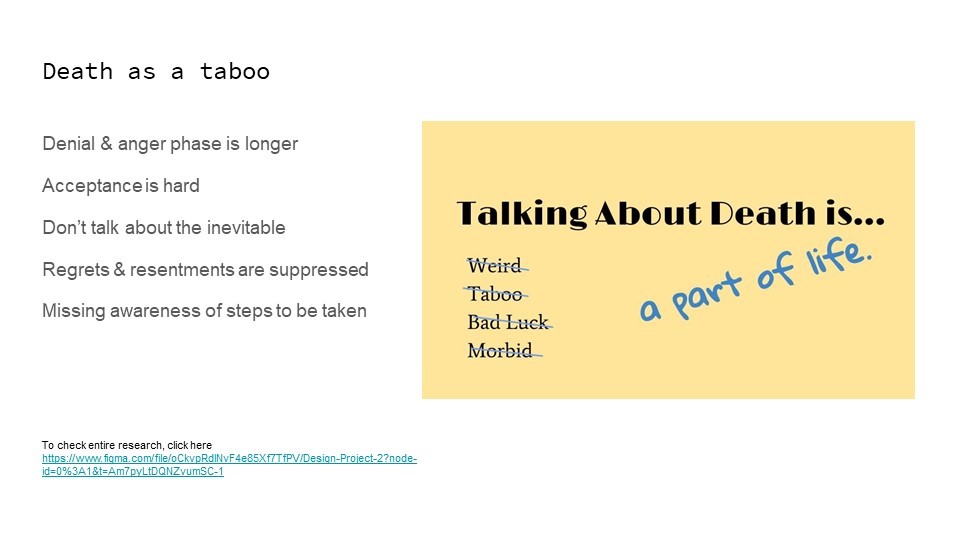 Death as a taboo
Denial & anger phase is longer
Acceptance is hard
Don’t talk about the inevitable
Regrets & resentments are suppressed
Missing awareness of steps to be taken
Talking About Death is...
Weird
Taboo
Bad Luck
Morbid
a part of life.
To check entire research, click here
https://www.figma.com/file/oCkvpRdlNvF4e85Xf7TfPV/Design-Project-2?node-
id=0%3A1&t=Am7pyLtDQNZvumSC-1